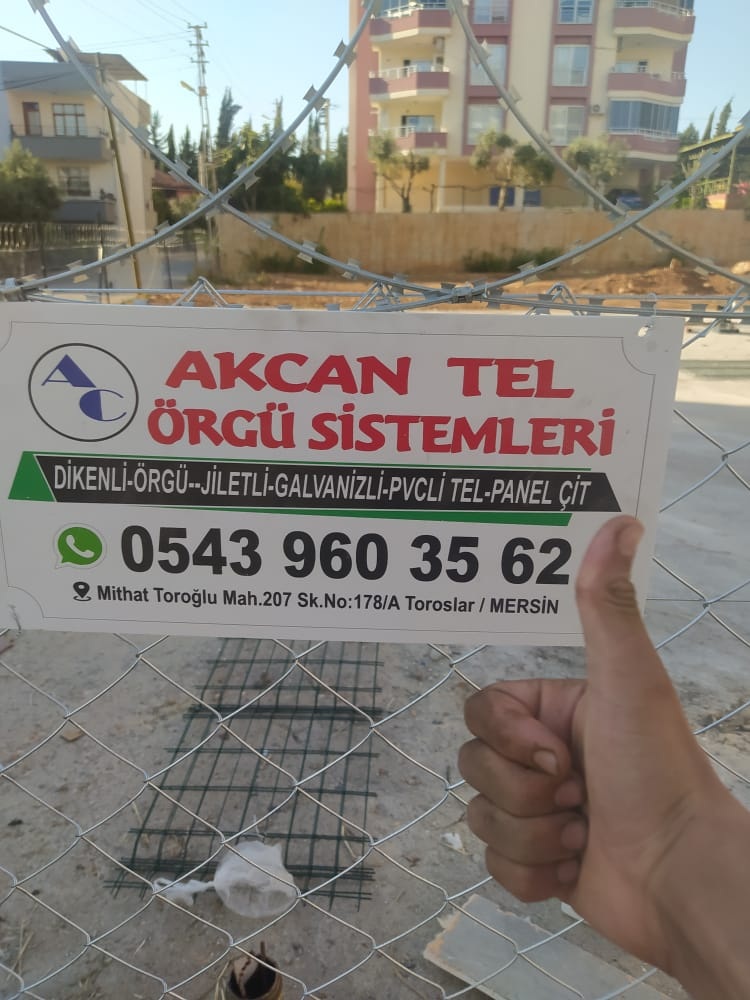 AC
AKCAN TEL
ÖRGÜ SİSTEMLERİ
DİKENLİ-ÖRGÜ--JİLETLİ-GALVANİZLİ-PVCLİ TEL-PANEL ÇİT
0543 960 35 62
Mithat Toroğlu Mah.207 Sk.No:178/A Toroslar / MERSİN